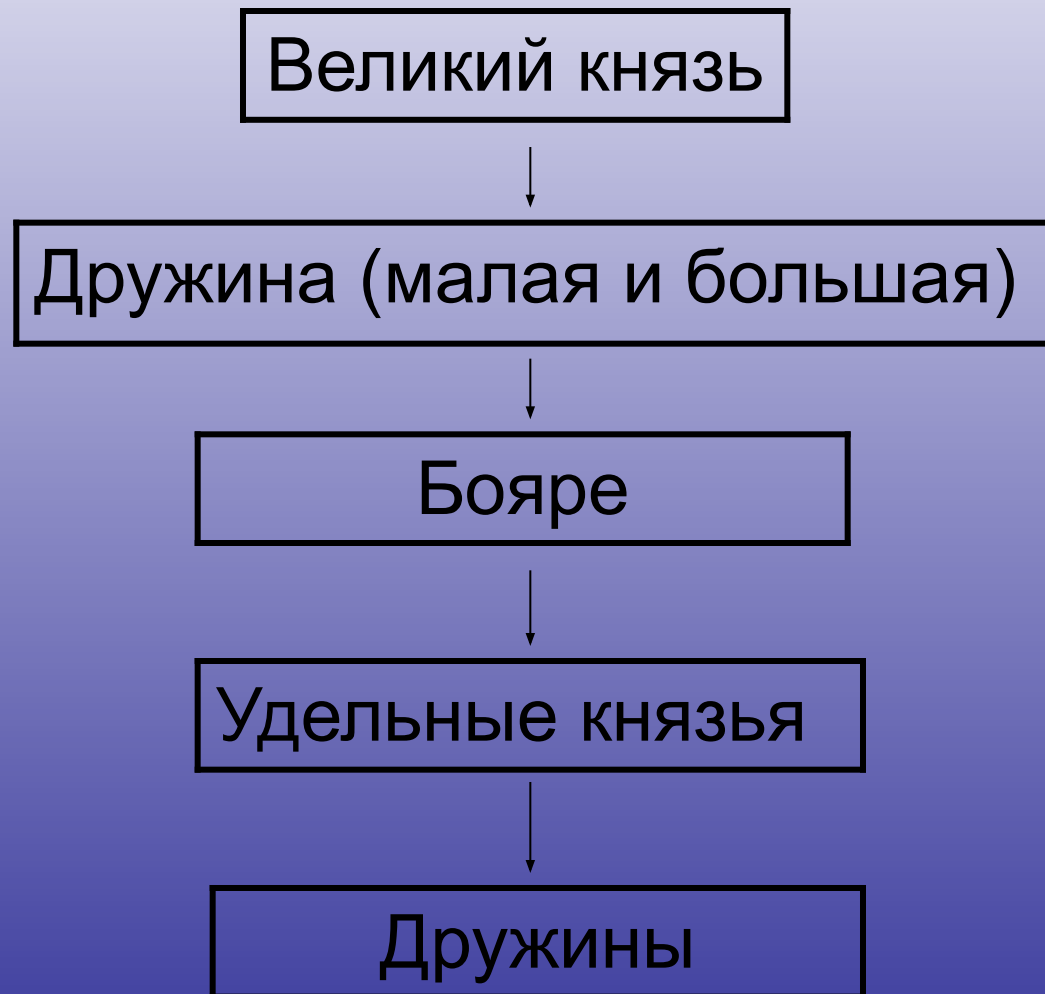 Великий князь
Дружина (малая и большая)
Бояре
Удельные князья
Дружины